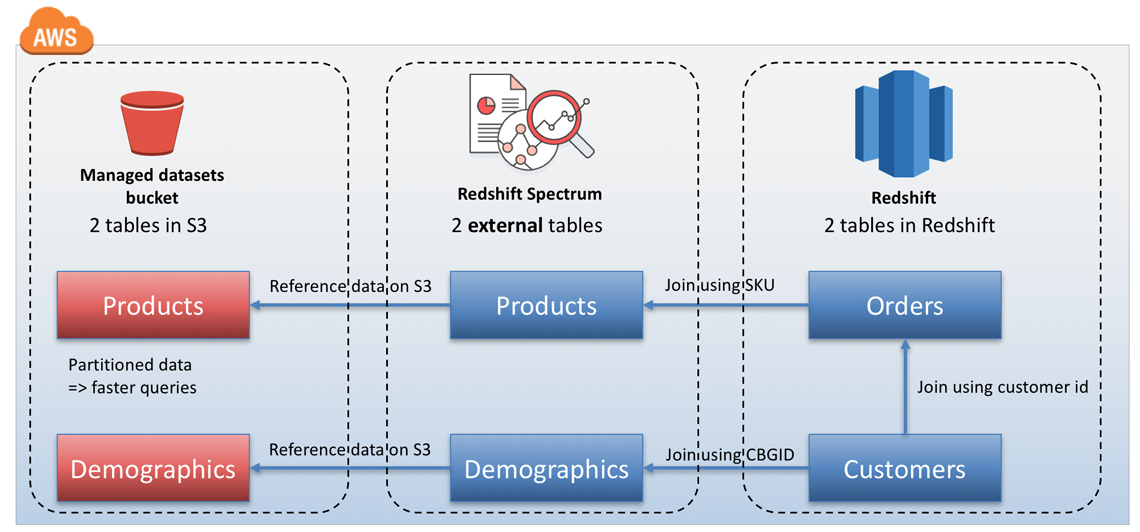 AWS
Managed datasets
bucket
2 tables in S3
Redshift Spectrum
2 external tables
Redshift
2 tables in Redshift
Products
Reference data on S3
Products
Join using SKU
Orders
Partitioned data
=> faster queries
Join using customer id
Demographics
Reference data on S3
Demographics
Join using CBGID
Customers